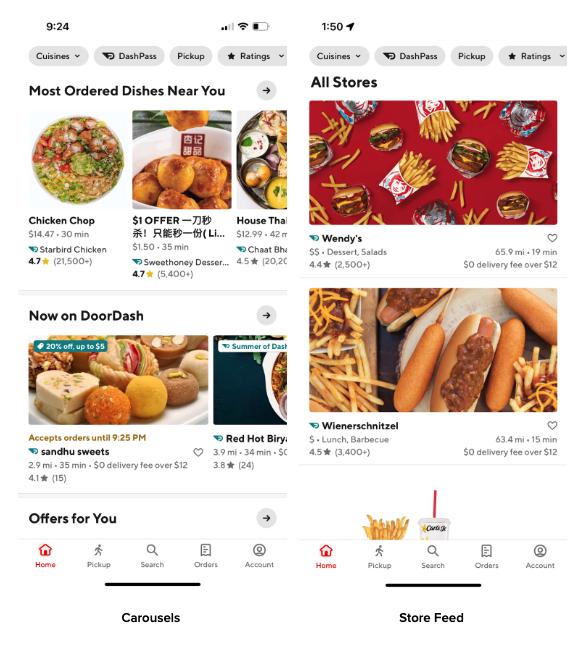 9:24
Cuisines
DashPass
Pickup
Ratings
Most Ordered Dishes Near You
Chicken Chop
$14.47 • 30 min
Starbird Chicken
4.7 ★ (21,500+)
杏记
甜品
$1 OFFER 一刀秒
杀！只能秒一份( Li...
$1.50 • 35 min
Sweethoney Desser...
4.7 ★ (5,400+)
House Thal
$12.99 • 42 m
Chaat Bha
4.5 ★ (20,20
Now on DoorDash
20% off, up to $5
Accepts orders until 9:25 PM
sandhu sweets
2.9 mi • 35 min • $0 delivery fee over $12
4.1 ★ (15)
Summer of Dash
Red Hot Birya
3.9 mi • 34 min • $0
3.8 ★ (24)
Offers for You
Home
Pickup
Search
Orders
Account
Carousels
1:50
Cuisines
DashPass
Pickup
Ratings
All Stores
Wendy's
$$ • Dessert, Salads
65.9 mi • 19 min
4.4 ★ (2,500+)
$0 delivery fee over $12
Wienerschnitzel
$ • Lunch, Barbecue
63.4 mi • 15 min
4.5 ★ (3,400+)
$0 delivery fee over $12
Carl's Jr.
Home
Pickup
Search
Orders
Account
Store Feed